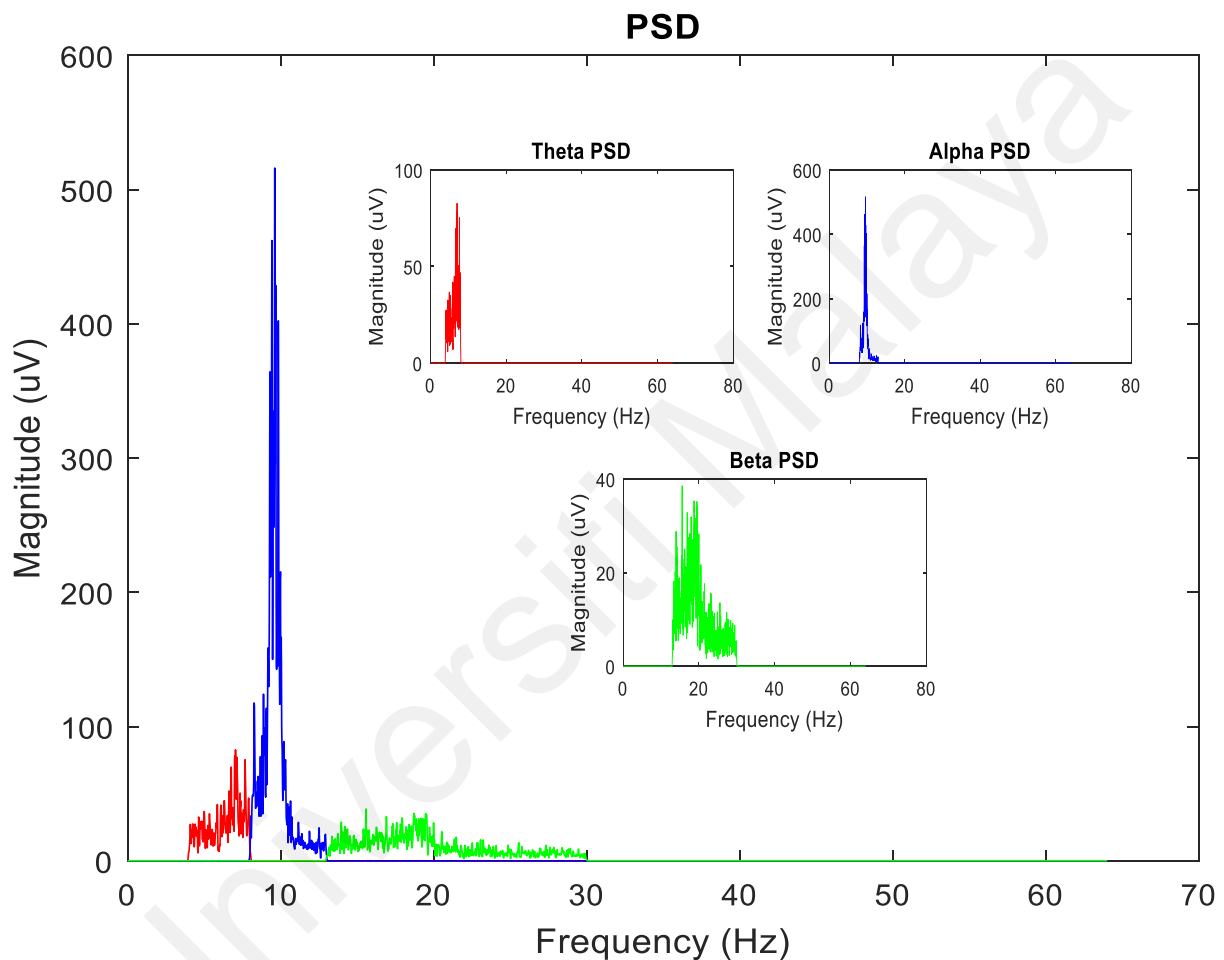 PSD
600
500
400
300
200
100
0
Magnitude (uV)
0 10 20 30 40 50 60 70
Frequency (Hz)
Theta PSD
100
50
0
Magnitude (uV)
0 20 40 60 80
Frequency (Hz)
Alpha PSD
600
400
200
0
Magnitude (uV)
0 20 40 60 80
Frequency (Hz)
Beta PSD
40
20
0
Magnitude (uV)
0 20 40 60 80
Frequency (Hz)
Universiti Malaya